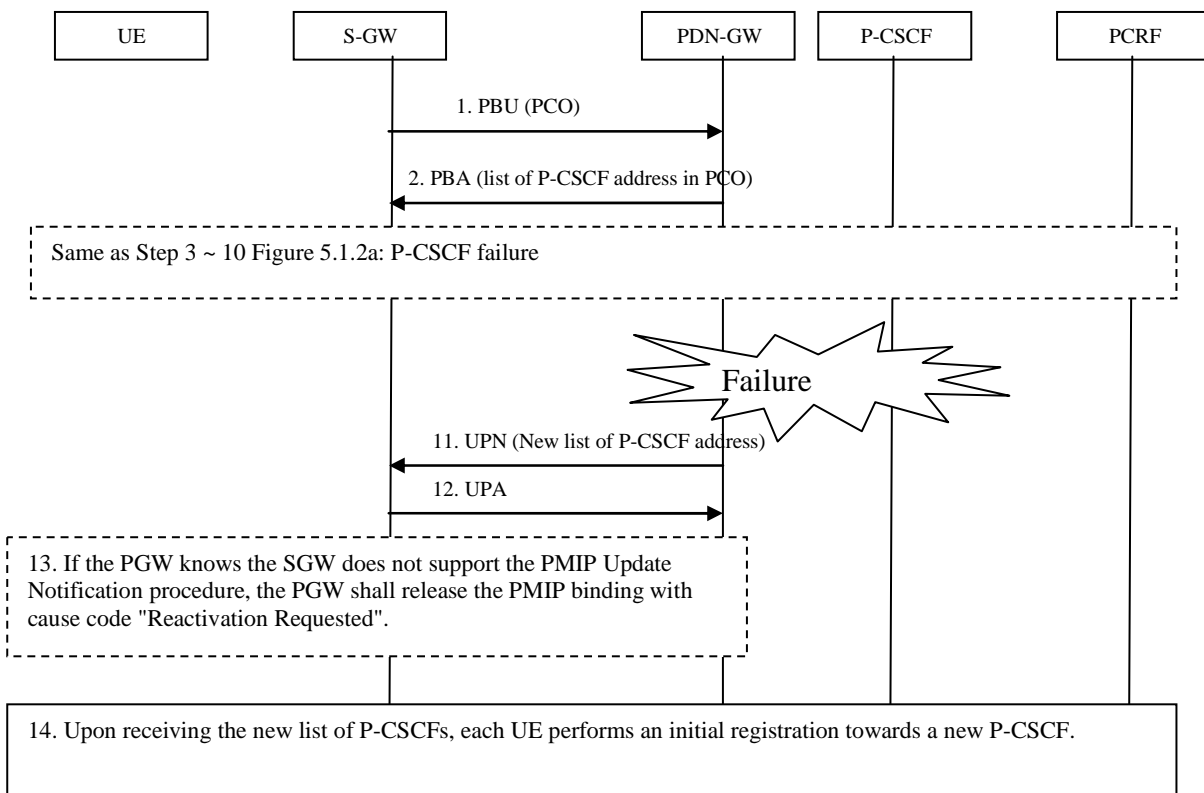 UE
S-GW
PDN-GW
P-CSCF
PCRF
1. PBU (PCO)
2. PBA (list of P-CSCF address in PCO)
Same as Step 3 ~ 10 Figure 5.1.2a: P-CSCF failure
Failure
11. UPN (New list of P-CSCF address)
12. UPA
13. If the PGW knows the SGW does not support the PMIP Update
Notification procedure, the PGW shall release the PMIP binding with
cause code "Reactivation Requested".
14. Upon receiving the new list of P-CSCFs, each UE performs an initial registration towards a new P-CSCF.